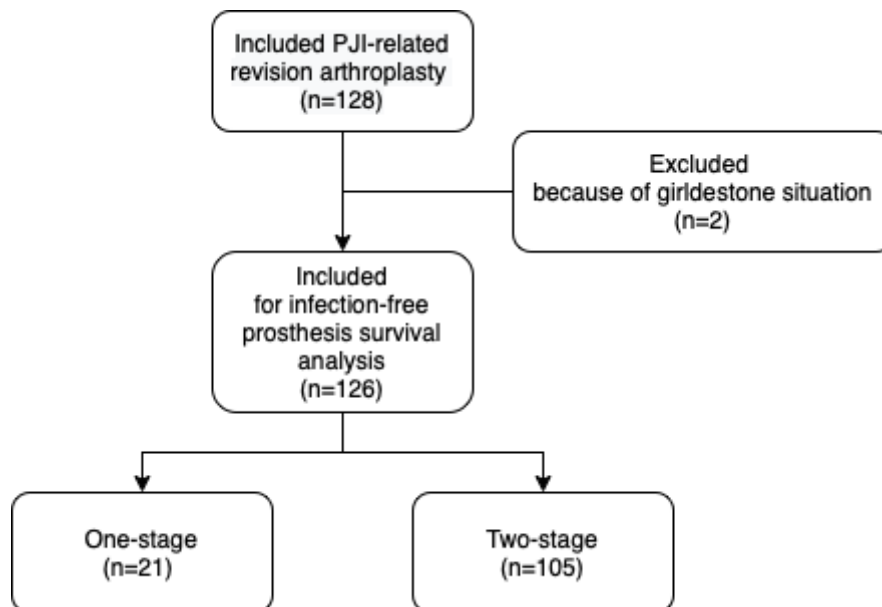 Included PJI-related
revision arthroplasty
(n=128)
Excluded
because of girldestone situation
(n=2)
Included
for infection-free
prosthesis survival
analysis
(n=126)
One-stage
(n=21)
Two-stage
(n=105)